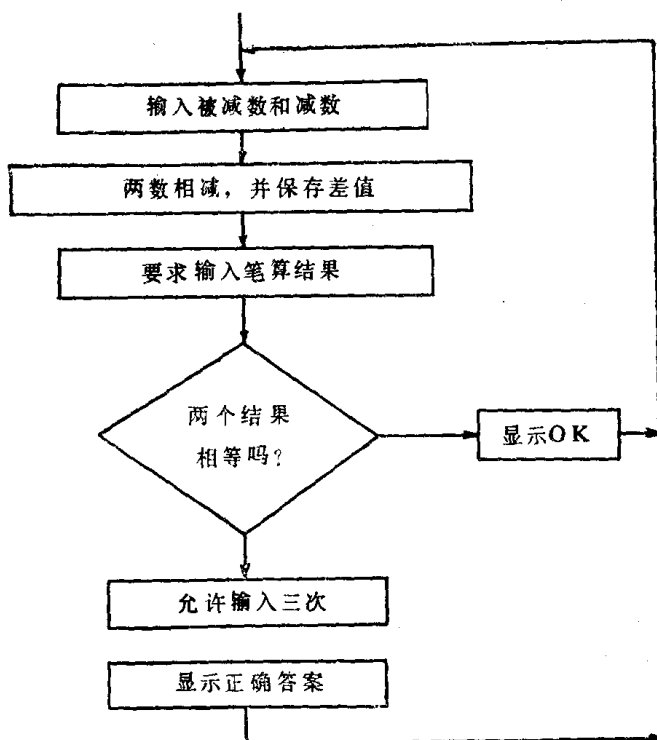 输入被减数和减数
两数相减，并保存差值
要求输入笔算结果
两个结果
相等吗？
显示OK
允许输入三次
显示正确答案